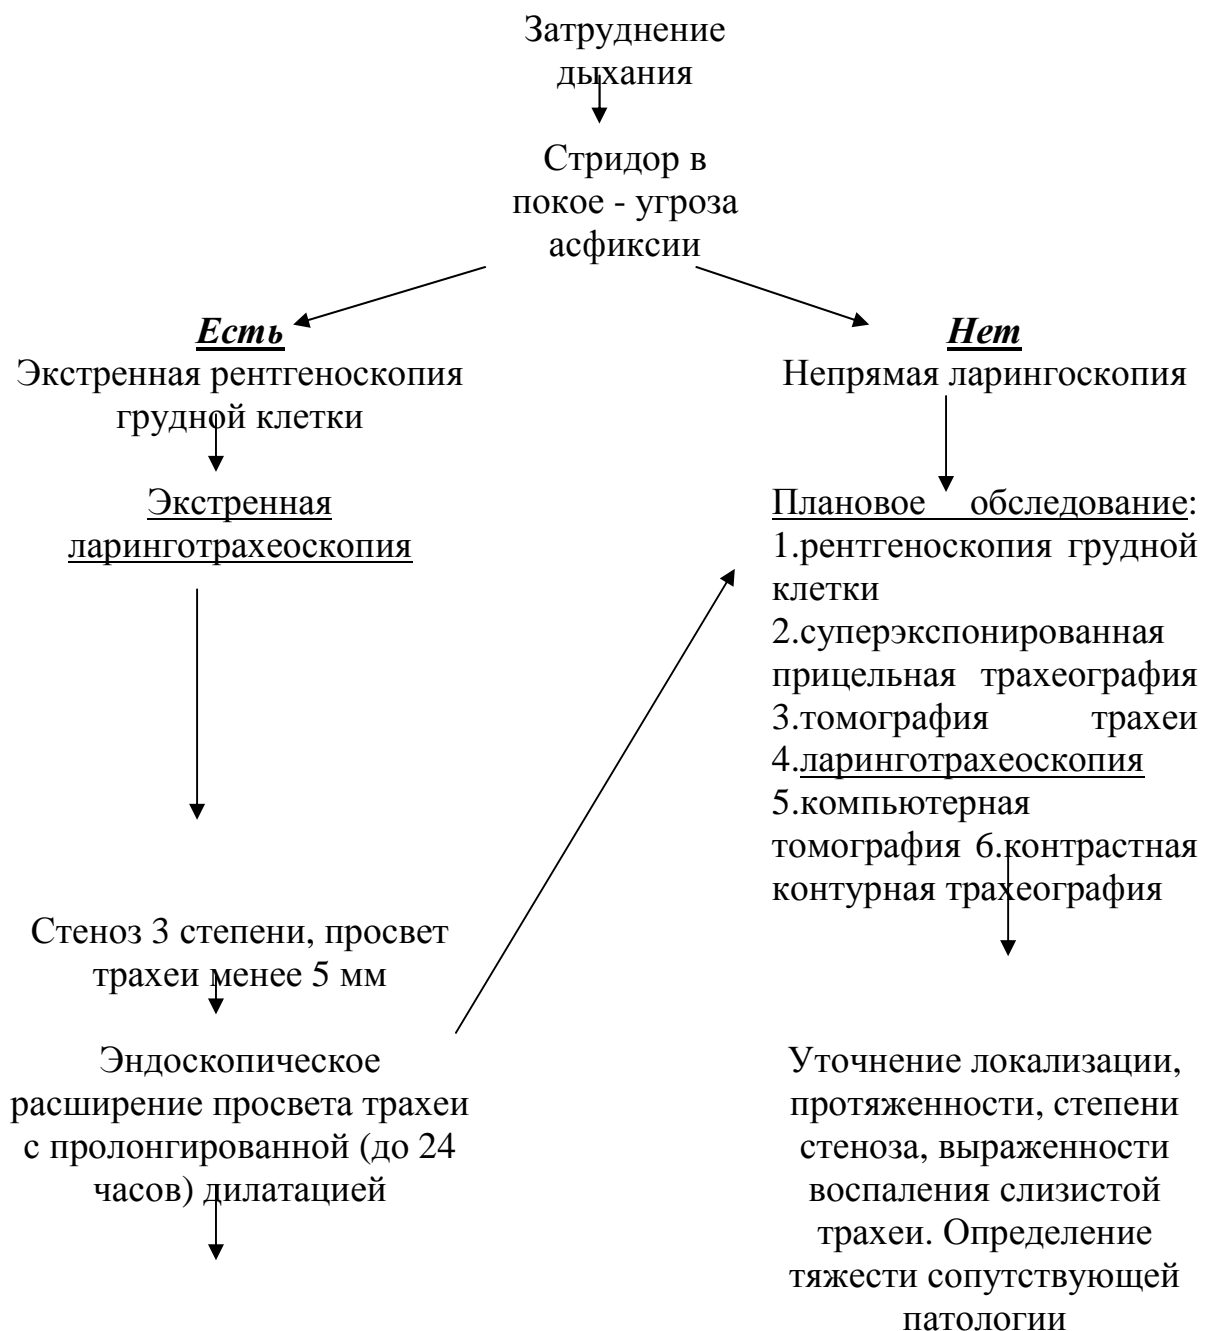 Затруднение
дыхания
Стридор в
покое - угроза
асфиксии
Есть
Экстренная рентгеноскопия
грудной клетки
Экстренная
ларинготрахеоскопия
Стеноз 3 степени, просвет
трахеи менее 5 мм
Эндоскопическое
расширение просвета трахеи
с пролонгированной (до 24
часов) дилатацией
Нет
Непрямая ларингоскопия
Плановое обследование:
1.рентгеноскопия грудной
клетки
2.суперэкспонированная
прицельная трахеография
3.томография трахеи
4.ларинготрахеоскопия
5.компьютерная
томография 6.контрастная
контурная трахеография
Уточнение локализации,
протяженности, степени
стеноза, выраженности
воспаления слизистой
трахеи. Определение
тяжести сопутствующей
патологии